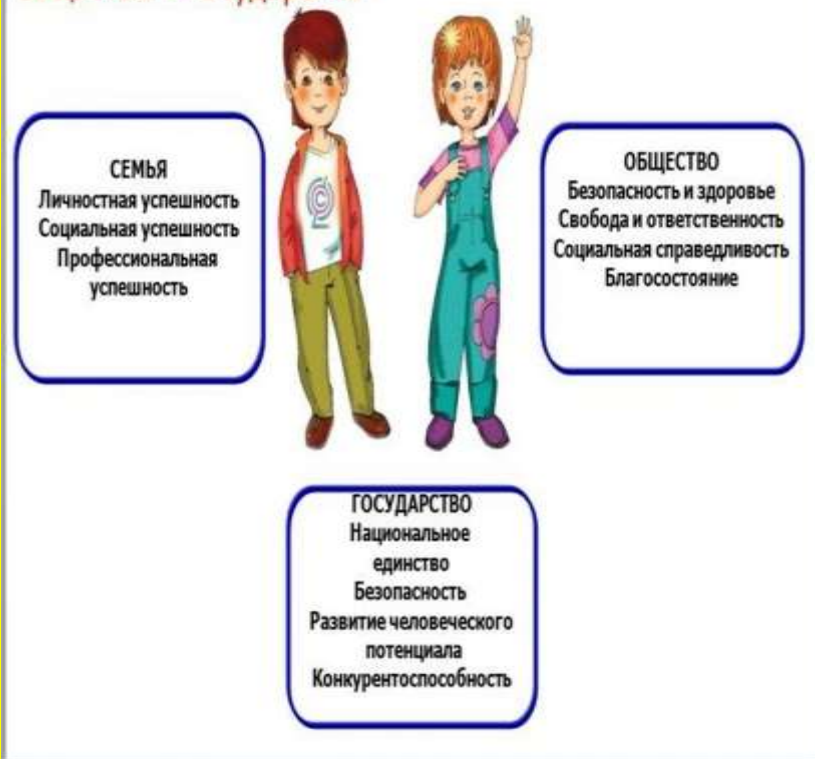 СЕМЬЯ
Личностная успешность
Социальная успешность
Профессиональная
успешность
ОБЩЕСТВО
Безопасность и здоровье
Свобода и ответственность
Социальная справедливость
Благосостояние
ГОСУДАРСТВО
Национальное
единство
Безопасность
Развитие человеческого
потенциала
Конкурентоспособность